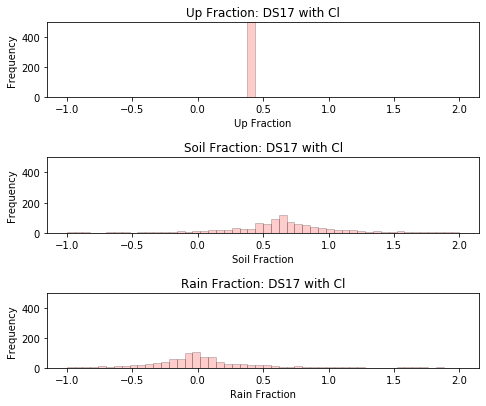 Up Fraction: DS17 with Cl
Frequency
400
200
0
−1.0 −0.5 0.0 0.5 1.0 1.5 2.0
Up Fraction
Soil Fraction: DS17 with Cl
Frequency
400
200
0
−1.0 −0.5 0.0 0.5 1.0 1.5 2.0
Soil Fraction
Rain Fraction: DS17 with Cl
Frequency
400
200
0
−1.0 −0.5 0.0 0.5 1.0 1.5 2.0
Rain Fraction